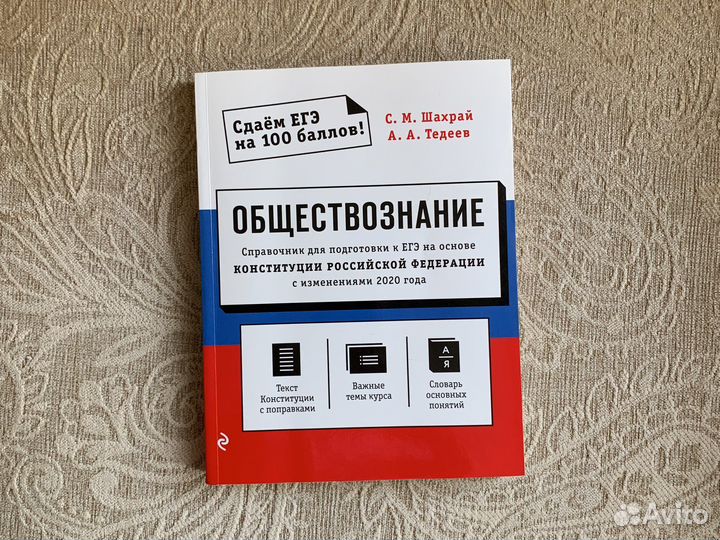 Сдаём ЕГЭ
на 100 баллов!
С. М. Шахрай
А. А. Тедеев
ОБЩЕСТВОЗНАНИЕ
Справочник для подготовки к ЕГЭ на основе
КОНСТИТУЦИИ РОССИЙСКОЙ ФЕДЕРАЦИИ
с изменениями 2020 года
Текст
Конституции
с поправками
Важные
темы курса
А
Я
Словарь
основных
понятий
Avito